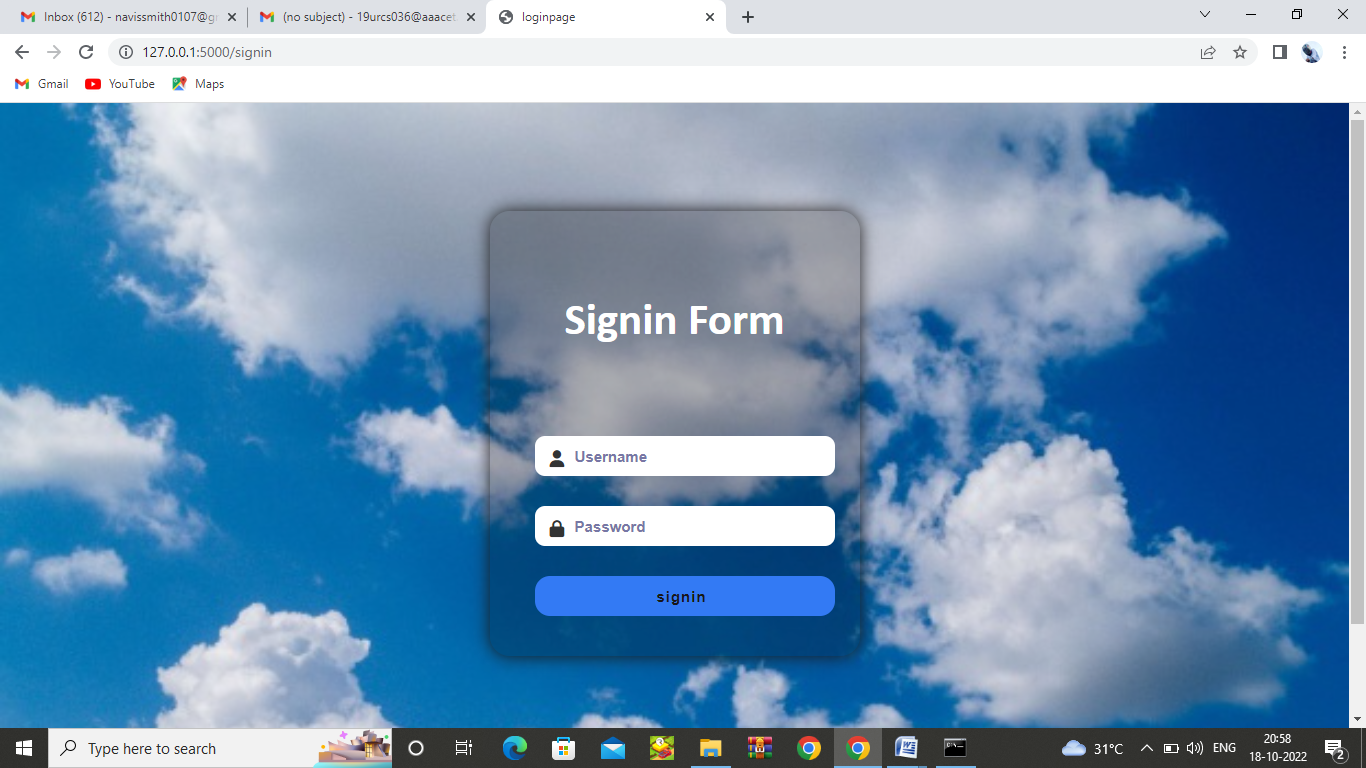 Inbox (612) - navissmith0107@gm
(no subject) - 19urcs036@aaacet.
loginpage
127.0.0.1:5000/signin
Gmail
YouTube
Maps
Signin Form
Username
Password
signin
Type here to search
31°C
ENG
20:58
18-10-2022
2